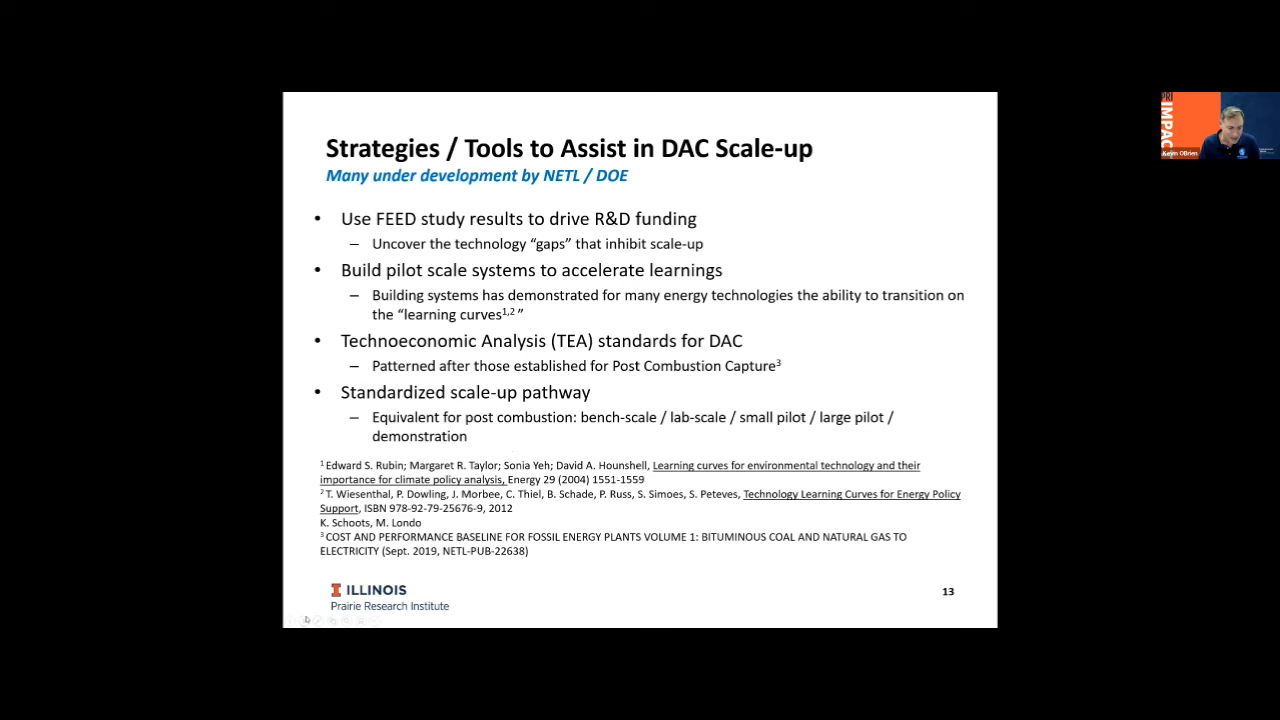 Strategies / Tools to Assist in DAC Scale-up
Many under development by NETL / DOE
• Use FEED study results to drive R&D funding
– Uncover the technology “gaps” that inhibit scale-up
• Build pilot scale systems to accelerate learnings
– Building systems has demonstrated for many energy technologies the ability to transition on
the “learning curves1,2 ”
• Technoeconomic Analysis (TEA) standards for DAC
– Patterned after those established for Post Combustion Capture3
• Standardized scale-up pathway
– Equivalent for post combustion: bench-scale / lab-scale / small pilot / large pilot /
demonstration
1 Edward S. Rubin; Margaret R. Taylor; Sonia Yeh; David A. Hounshell, Learning curves for environmental technology and their
importance for climate policy analysis, Energy 29 (2004) 1551-1559
2 T. Wiesenthal, P. Dowling, J. Morbee, C. Thiel, B. Schade, P. Russ, S. Simoes, S. Peteves, Technology Learning Curves for Energy Policy
Support, ISBN 978-92-79-25676-9, 2012
K. Schoots, M. Londo
3 COST AND PERFORMANCE BASELINE FOR FOSSIL ENERGY PLANTS VOLUME 1: BITUMINOUS COAL AND NATURAL GAS TO
ELECTRICITY (Sept. 2019, NETL-PUB-22638)
I ILLINOIS
Prairie Research Institute
13
PRI
IMPAC
Kevin OBrien